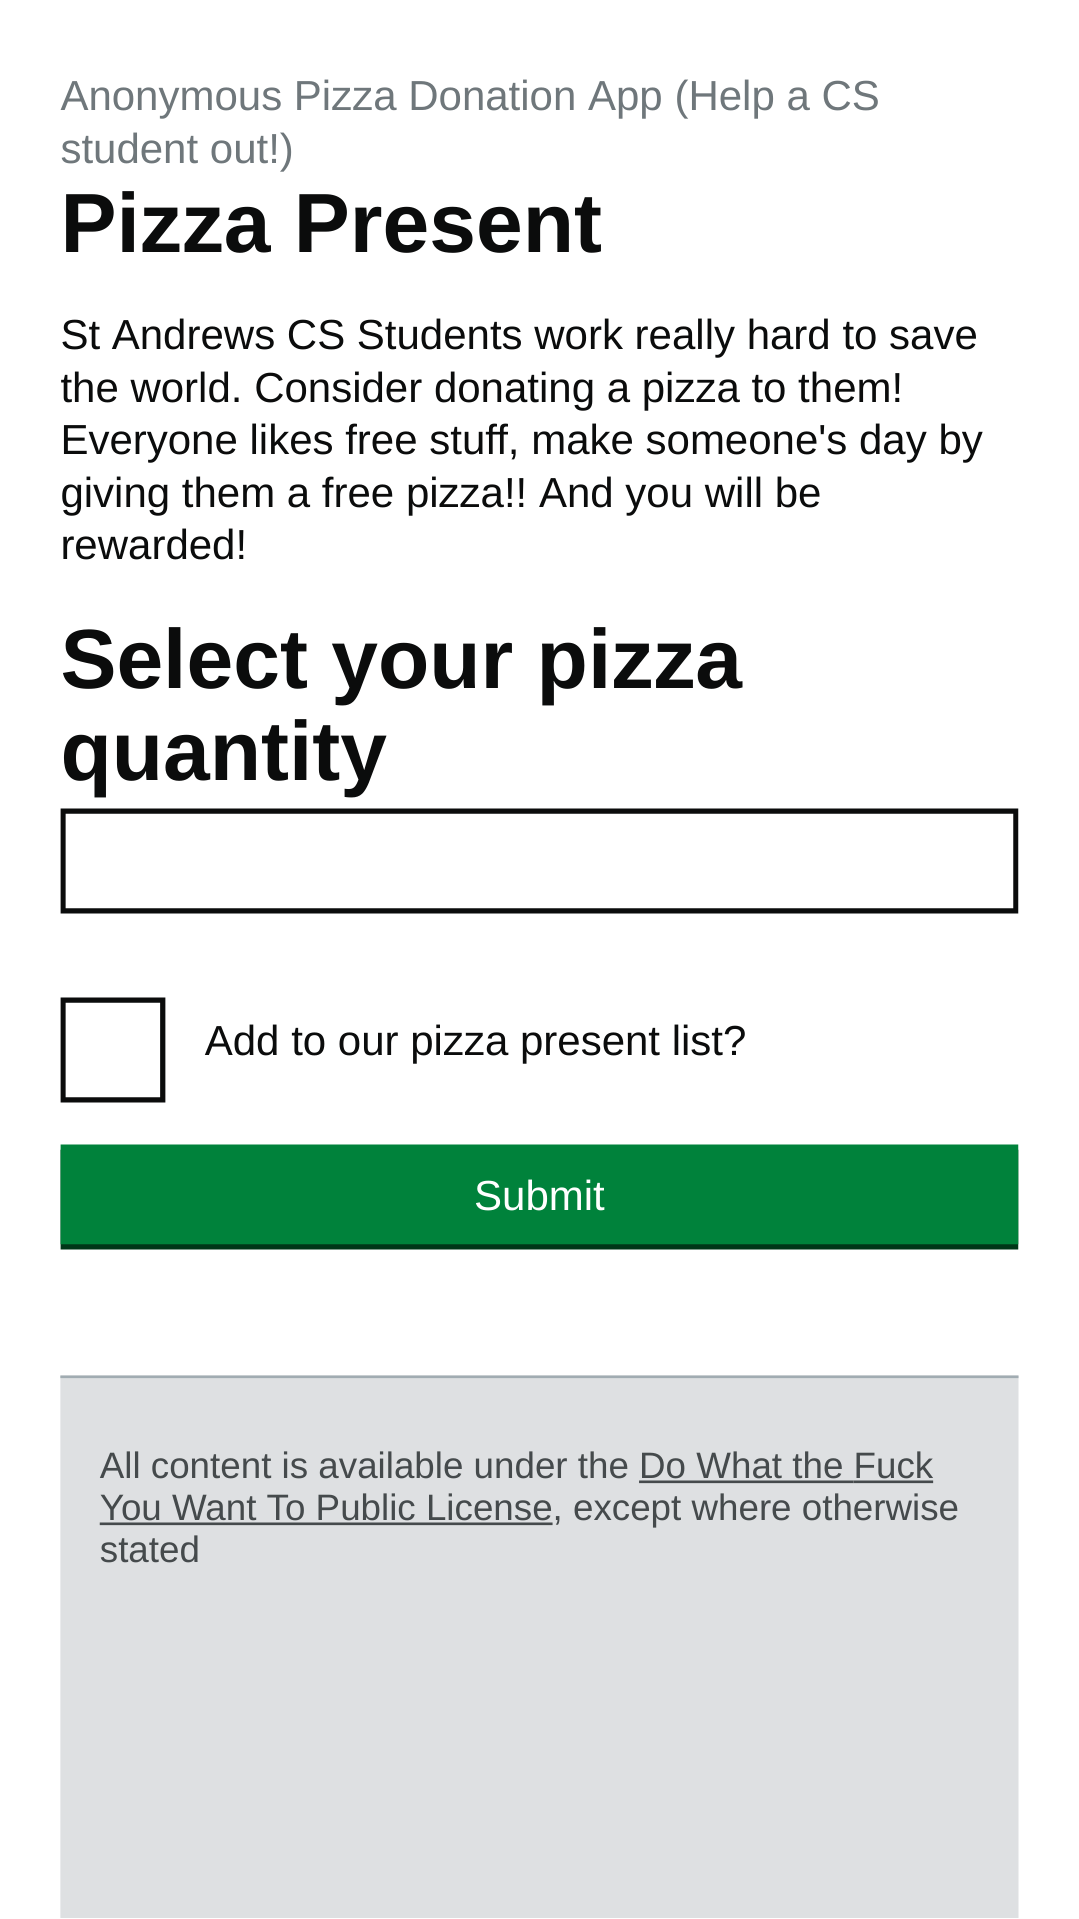 Anonymous Pizza Donation App (Help a CS
student out!)
Pizza Present
St Andrews CS Students work really hard to save
the world. Consider donating a pizza to them!
Everyone likes free stuff, make someone's day by
giving them a free pizza!! And you will be
rewarded!
Select your pizza
quantity
Add to our pizza present list?
Submit
All content is available under the Do What the Fuck
You Want To Public License, except where otherwise
stated